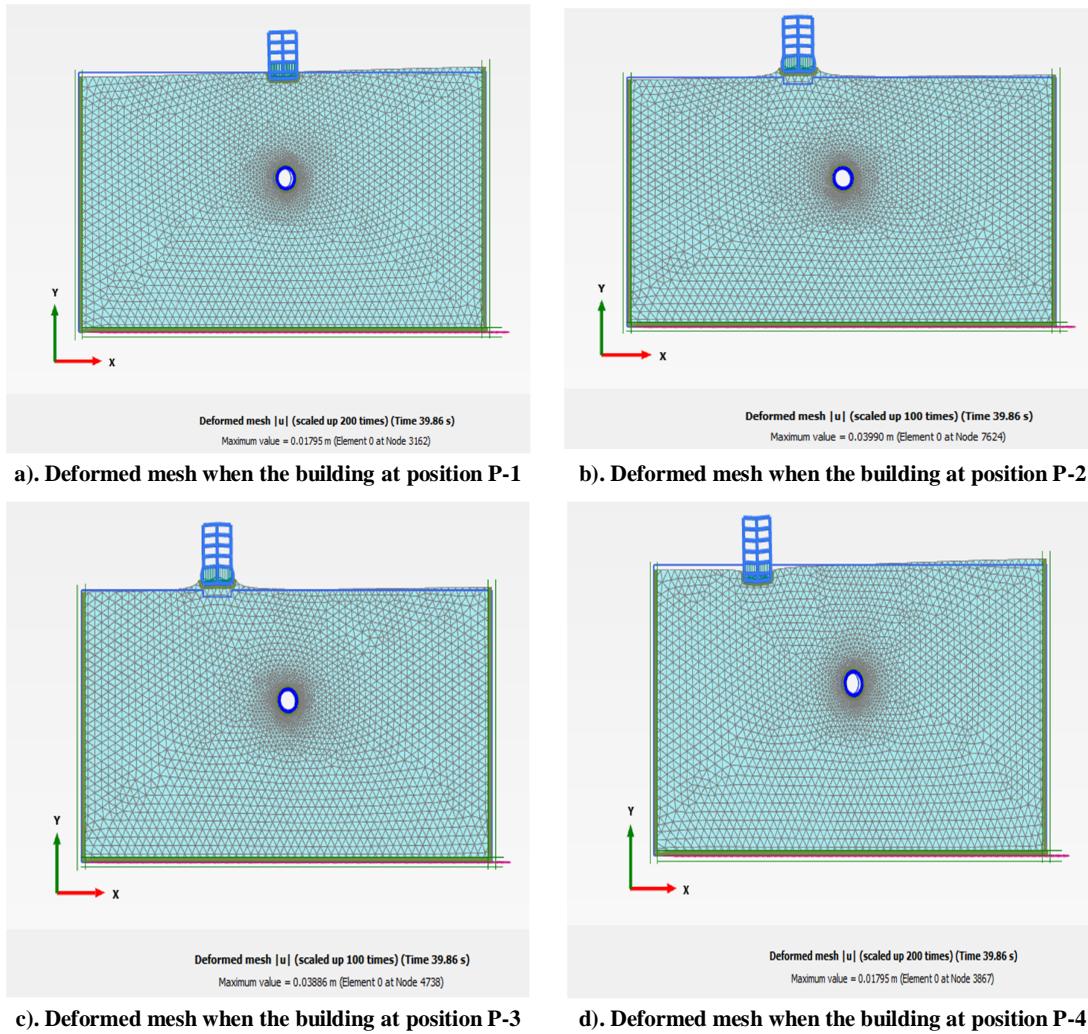 Y
X
Deformed mesh |u| (scaled up 200 times) (Time 39.86 s)
Maximum value = 0.01795 m (Element 0 at Node 3162)
a). Deformed mesh when the building at position P-1
Y
X
Deformed mesh |u| (scaled up 100 times) (Time 39.86 s)
Maximum value = 0.03990 m (Element 0 at Node 7624)
b). Deformed mesh when the building at position P-2
Y
X
Deformed mesh |u| (scaled up 100 times) (Time 39.86 s)
Maximum value = 0.03886 m (Element 0 at Node 4738)
c). Deformed mesh when the building at position P-3
Y
X
Deformed mesh |u| (scaled up 200 times) (Time 39.86 s)
Maximum value = 0.01795 m (Element 0 at Node 3867)
d). Deformed mesh when the building at position P-4